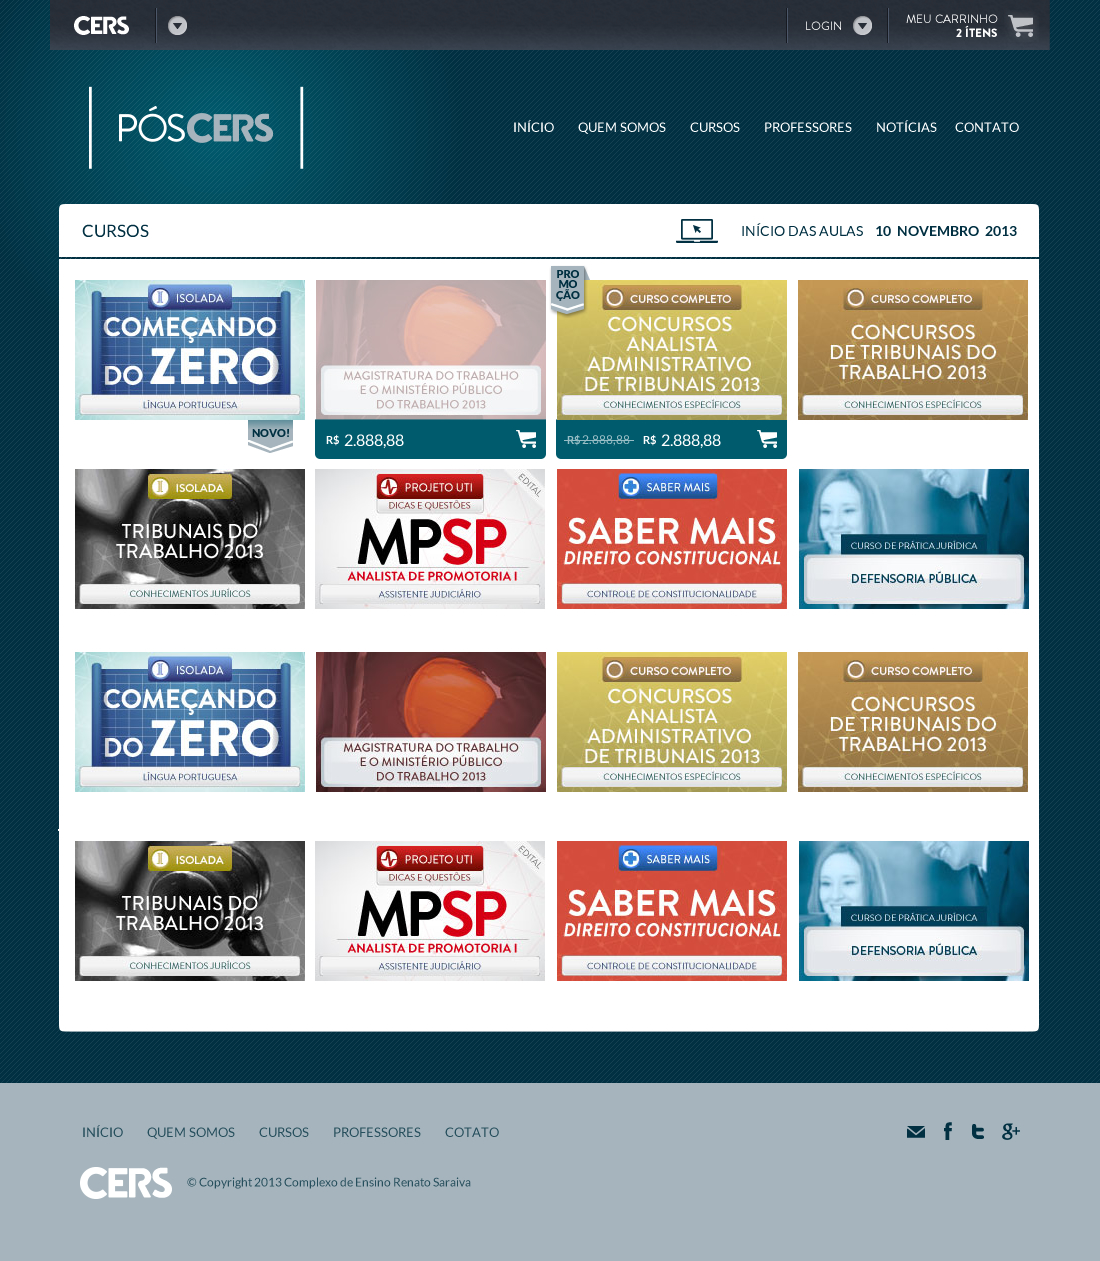 CERS
LOGIN
MEU CARRINHO
2 ÍTENS
PÓSCERS
INÍCIO QUEM SOMOS CURSOS PROFESSORES NOTÍCIAS CONTATO
CURSOS
INÍCIO DAS AULAS 10 NOVEMBRO 2013
ISOLADA
COMEÇANDO
DO ZERO
LÍNGUA PORTUGUESA
NOVO!
MAGISTRATURA DO TRABALHO
E O MINISTÉRIO PÚBLICO
DO TRABALHO 2013
R$ 2.888,88
PRO
MO
ÇÃO
CURSO COMPLETO
CONCURSOS
ANALISTA
ADMINISTRATIVO
DE TRIBUNAIS 2013
CONHECIMENTOS ESPECÍFICOS
R$ 2.888,88 R$ 2.888,88
CURSO COMPLETO
CONCURSOS
DE TRIBUNAIS DO
TRABALHO 2013
CONHECIMENTOS ESPECÍFICOS
ISOLADA
TRIBUNAIS DO
TRABALHO 2013
CONHECIMENTOS JURÍICOS
PROJETO UTI
DICAS E QUESTÕES
EDITAL
MPSP
ANALISTA DE PROMOTORIA I
ASSISTENTE JUDICIÁRIO
SABER MAIS
SABER MAIS
DIREITO CONSTITUCIONAL
CONTROLE DE CONSTITUCIONALIDADE
CURSO DE PRÁTICA JURÍDICA
DEFENSORIA PÚBLICA
ISOLADA
COMEÇANDO
DO ZERO
LÍNGUA PORTUGUESA
MAGISTRATURA DO TRABALHO
E O MINISTÉRIO PÚBLICO
DO TRABALHO 2013
CURSO COMPLETO
CONCURSOS
ANALISTA
ADMINISTRATIVO
DE TRIBUNAIS 2013
CONHECIMENTOS ESPECÍFICOS
CURSO COMPLETO
CONCURSOS
DE TRIBUNAIS DO
TRABALHO 2013
CONHECIMENTOS ESPECÍFICOS
ISOLADA
TRIBUNAIS DO
TRABALHO 2013
CONHECIMENTOS JURÍICOS
PROJETO UTI
DICAS E QUESTÕES
EDITAL
MPSP
ANALISTA DE PROMOTORIA I
ASSISTENTE JUDICIÁRIO
SABER MAIS
SABER MAIS
DIREITO CONSTITUCIONAL
CONTROLE DE CONSTITUCIONALIDADE
CURSO DE PRÁTICA JURÍDICA
DEFENSORIA PÚBLICA
INÍCIO QUEM SOMOS CURSOS PROFESSORES COTATO
CERS
© Copyright 2013 Complexo de Ensino Renato Saraiva